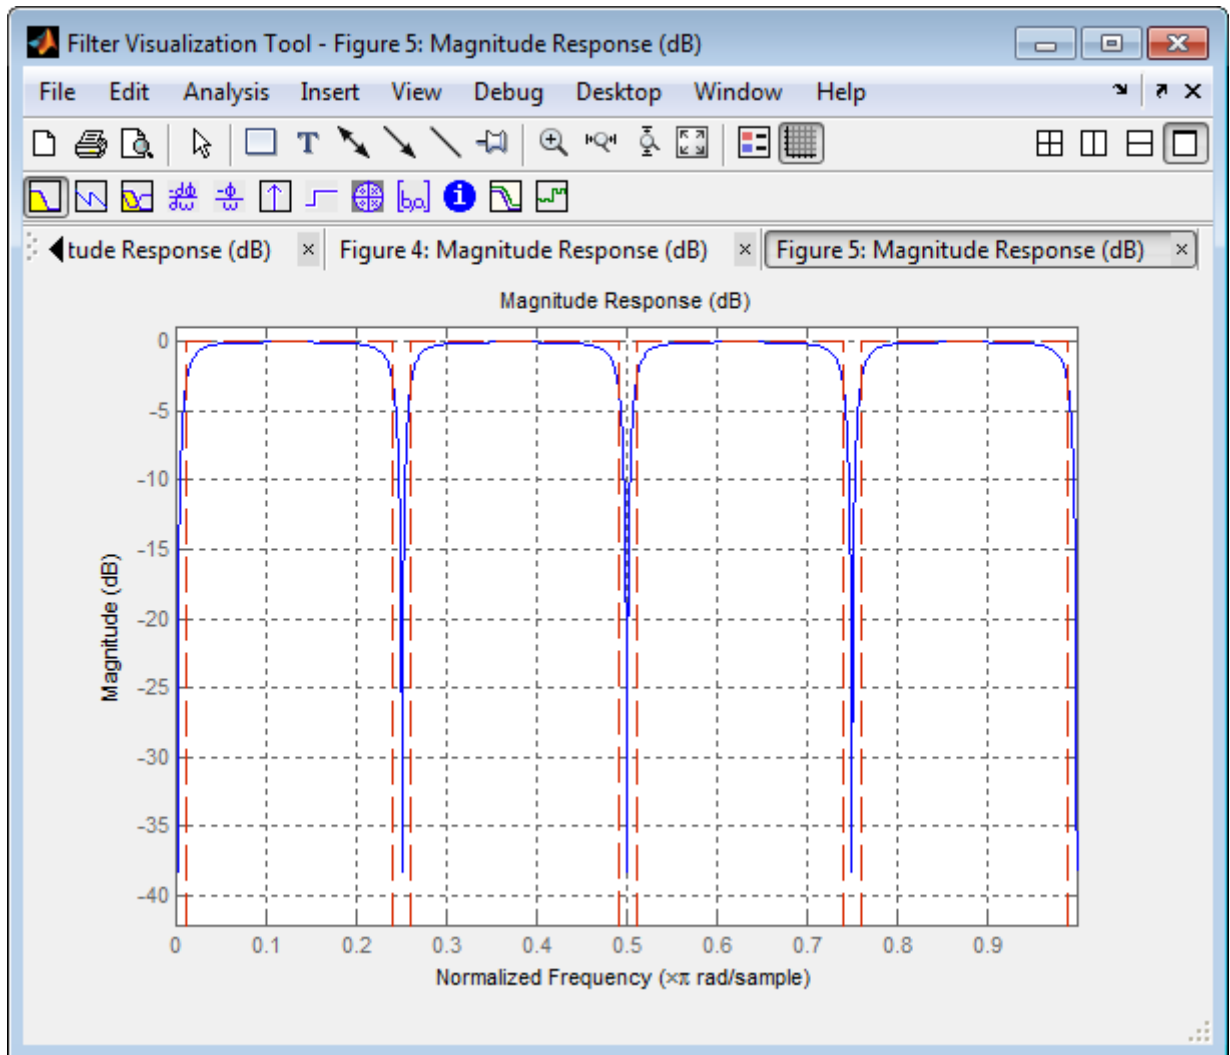 Filter Visualization Tool - Figure 5: Magnitude Response (dB)
File Edit Analysis Insert View Debug Desktop Window Help
T
[b,a] i
tude Response (dB) × Figure 4: Magnitude Response (dB) × Figure 5: Magnitude Response (dB) ×
Magnitude Response (dB)
0
-5
-10
-15
-20
-25
-30
-35
-40
Magnitude (dB)
0 0.1 0.2 0.3 0.4 0.5 0.6 0.7 0.8 0.9
Normalized Frequency (×π rad/sample)